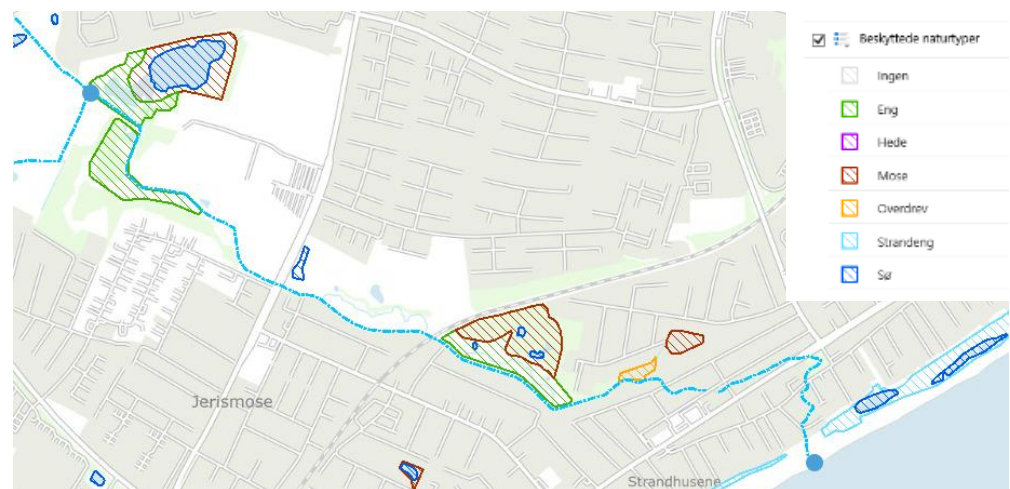 Beskyttede naturtyper
Ingen
Eng
Hede
Mose
Overdrev
Strandeng
Sø
Jerismose
Strandhusene